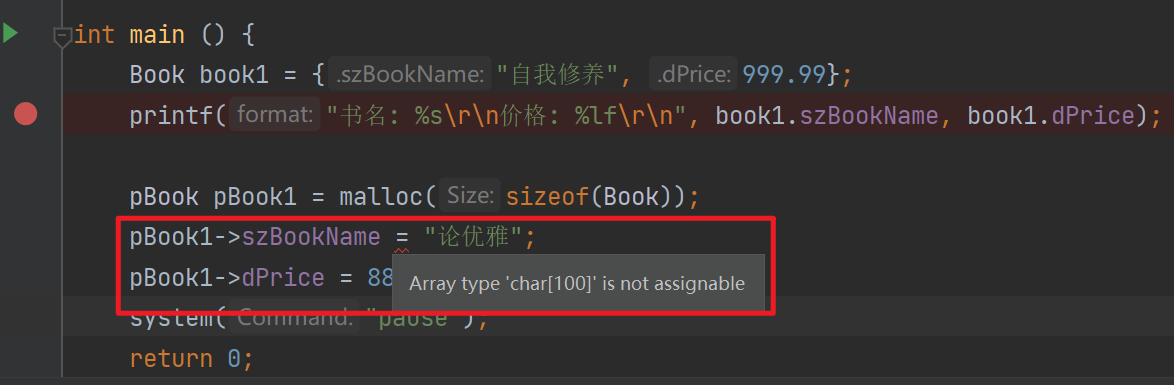 int main () {
Book book1 = {.szBookName: "自我修养", .dPrice: 999.99};
printf(format: "书名: %s\r\n价格: %lf\r\n", book1.szBookName, book1.dPrice);
pBook pBook1 = malloc(Size: sizeof(Book));
pBook1->szBookName = "论优雅";
pBook1->dPrice = 88
Array type 'char[100]' is not assignable
system(Command: "pause");
return 0;